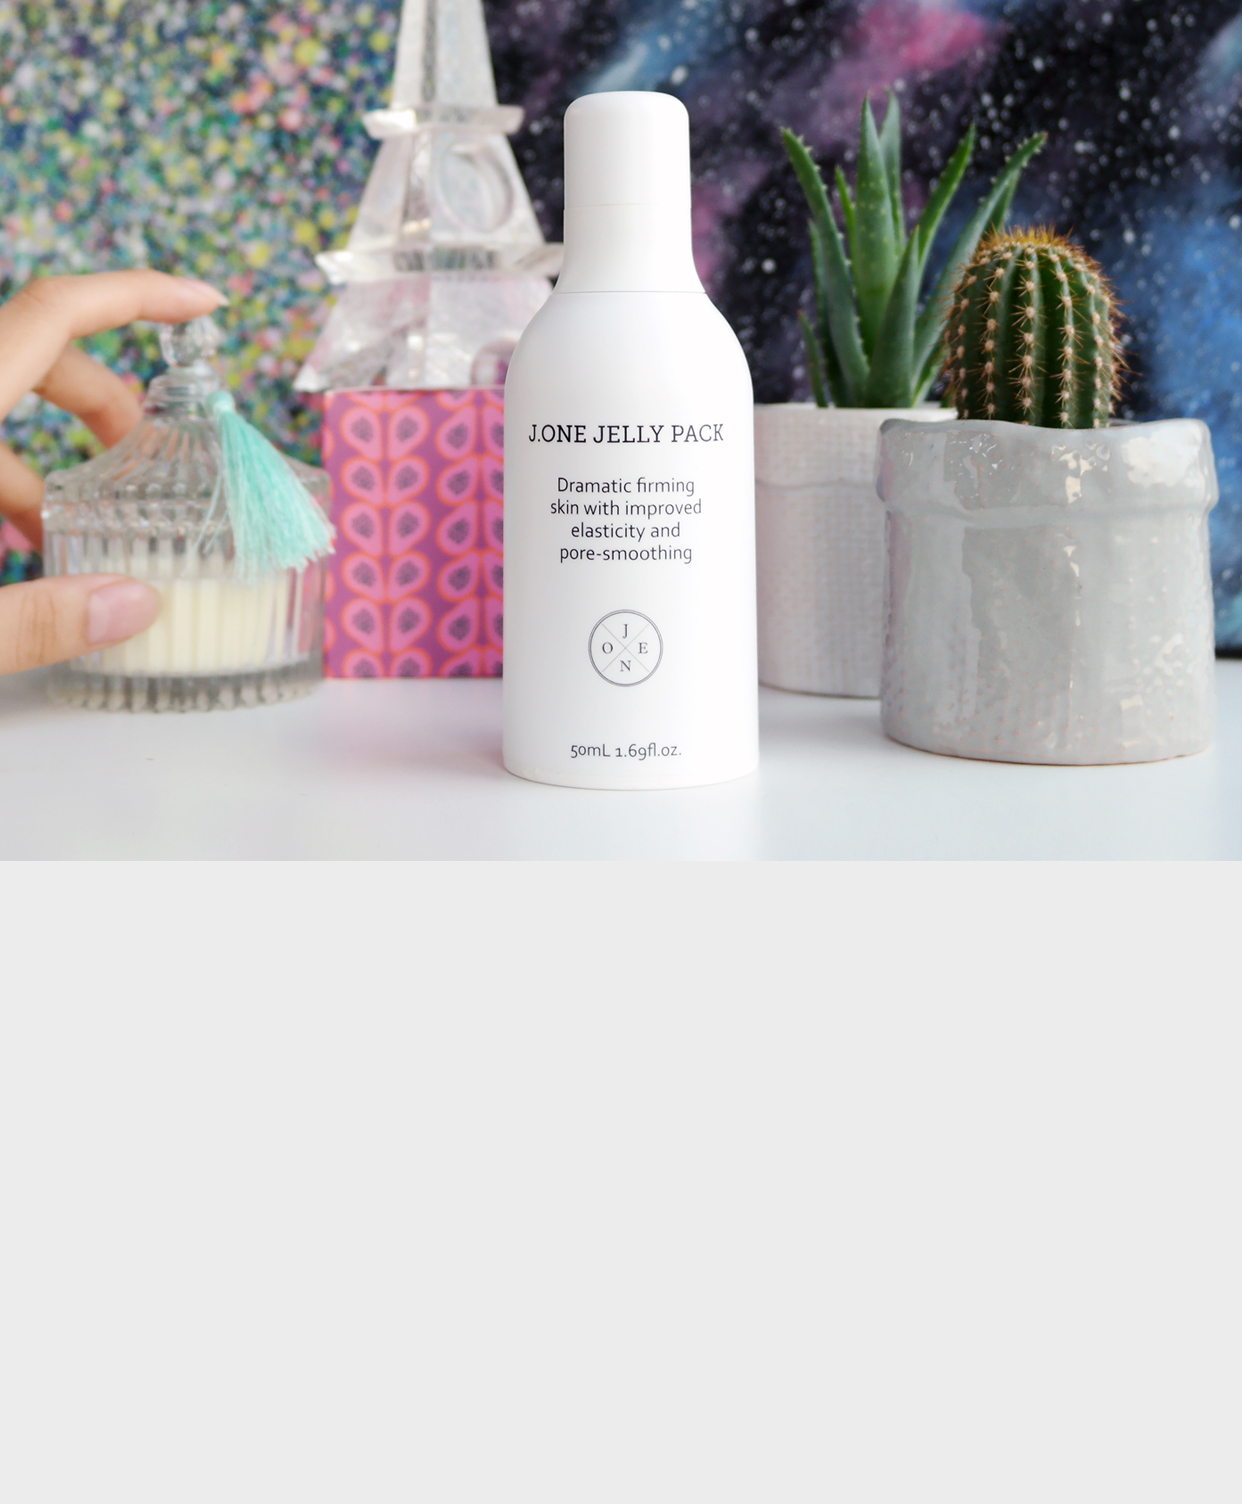 J.ONE JELLY PACK
Dramatic firming
skin with improved
elasticity and
pore-smoothing
J
O E
N
50mL 1.69fl.oz.